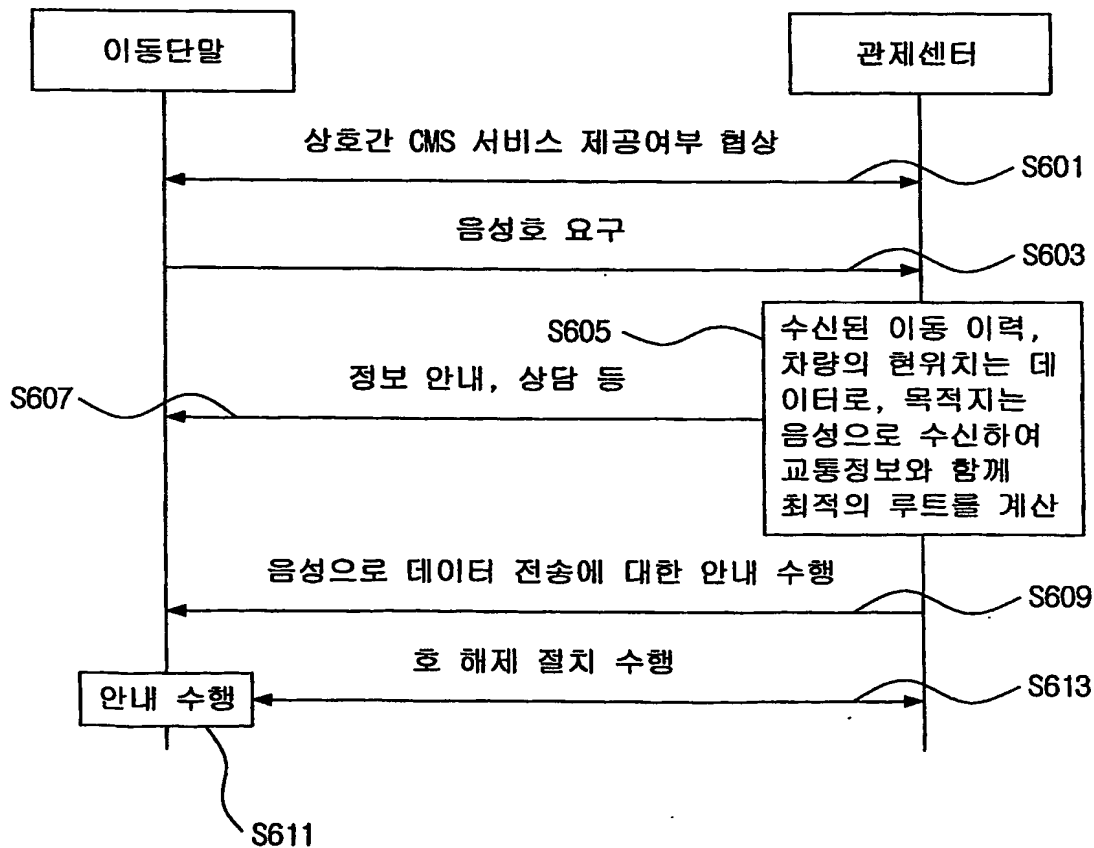 이동단말
관제센터
상호간 CMS 서비스 제공여부 협상
S601
음성호 요구
S603
S605
수신된 이동 이력,
차량의 현위치는 데
이터로, 목적지는
음성으로 수신하여
교통정보와 함께
최적의 루트를 계산
정보 안내, 상담 등
S607
음성으로 데이터 전송에 대한 안내 수행
S609
호 해제 절치 수행
S613
안내 수행
S611